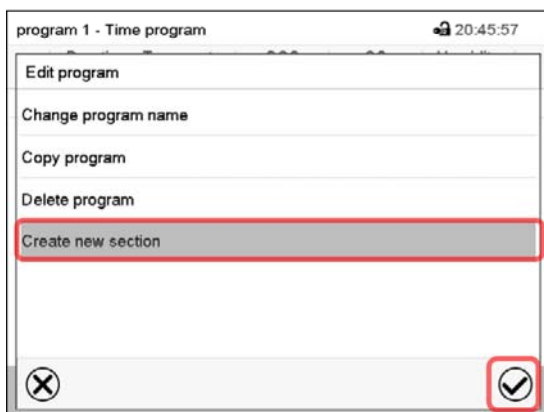 program 1 - Time program 20:45:57
Edit program
Change program name
Copy program
Delete program
Create new section